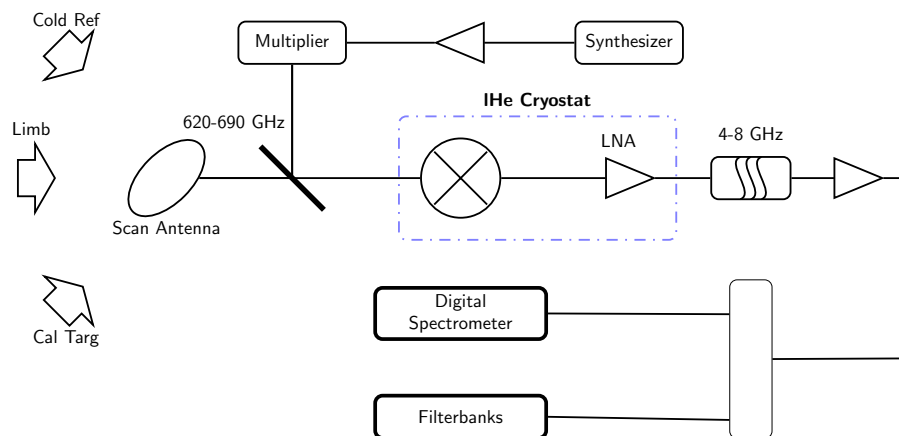 Cold Ref
Multiplier
Synthesizer
lHe Cryostat
620-690 GHz
Limb
LNA
4-8 GHz
Scan Antenna
Cal Targ
Digital
Spectrometer
Filterbanks